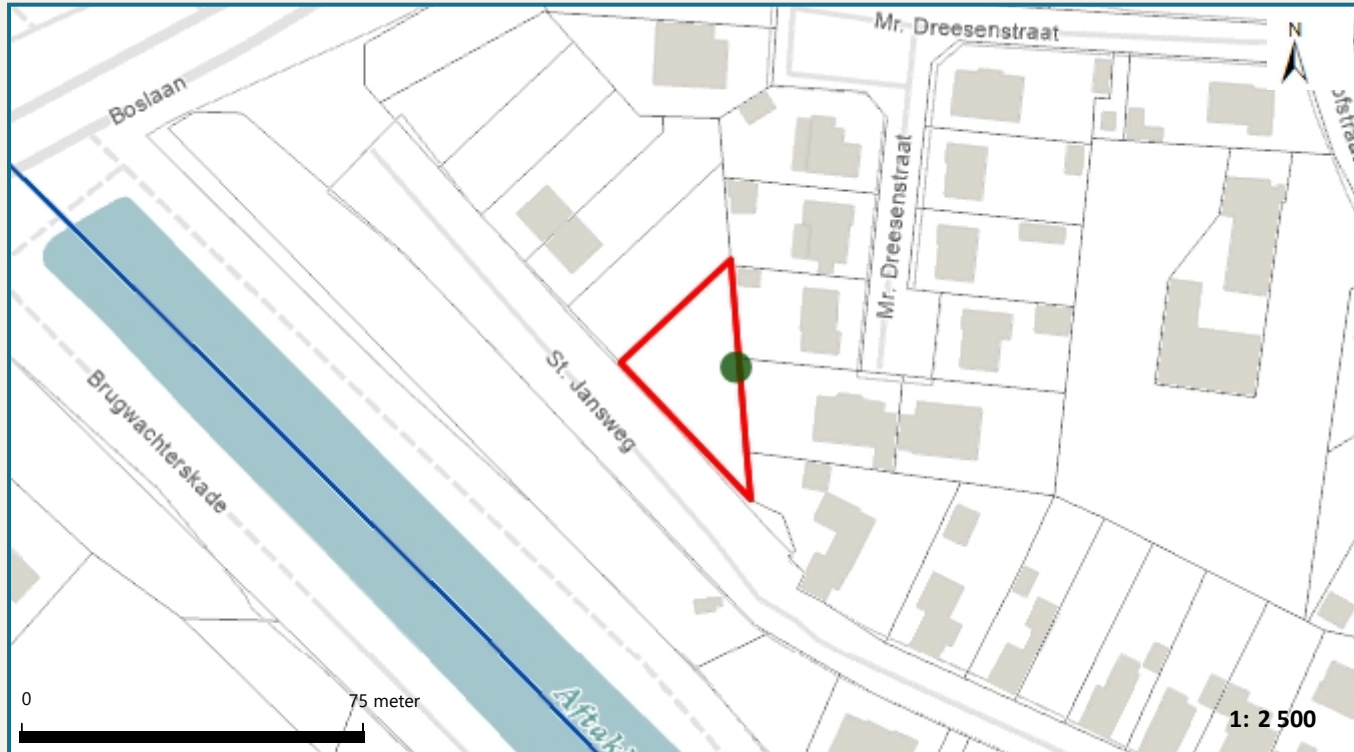 Mr. Dreesenstraat
N
Boslaan
Mr. Dreesenstraat
St. Jansweg
Brugwachterskade
0
75 meter
1: 2 500